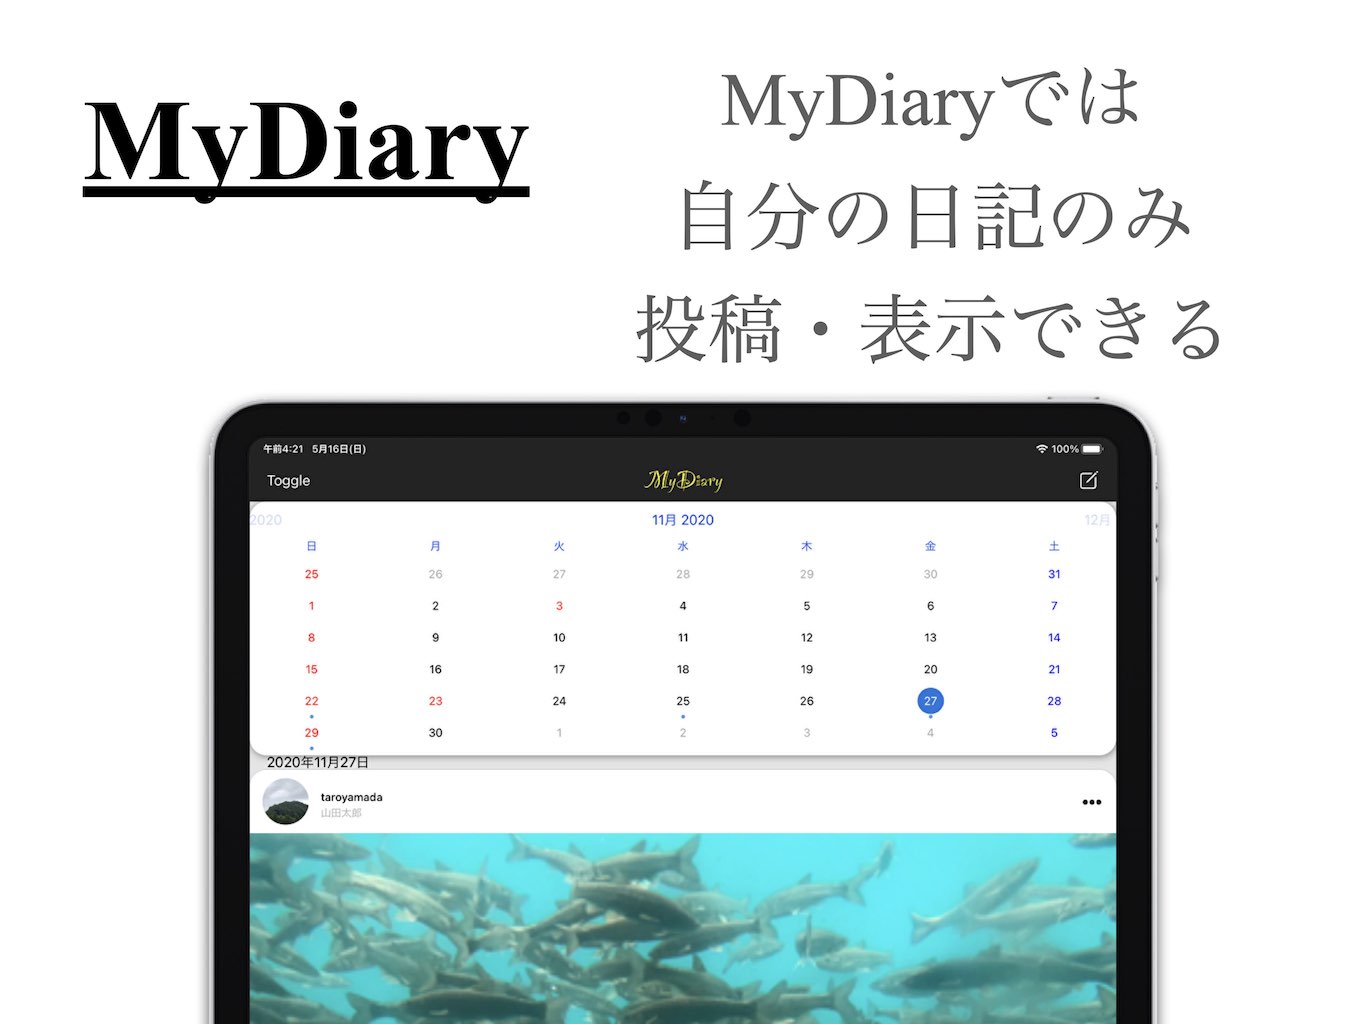 MyDiary
MyDiaryでは
自分の日記のみ
投稿・表示できる
午前4:21 5月16日(日) 100%
Toggle MyDiary
2020 11月 2020 12月
日 月 火 水 木 金 土
25 26 27 28 29 30 31
1 2 3 4 5 6 7
8 9 10 11 12 13 14
15 16 17 18 19 20 21
22 23 24 25 26 27 28
29 30 1 2 3 4 5
2020年11月27日
taroyamada
山田太郎